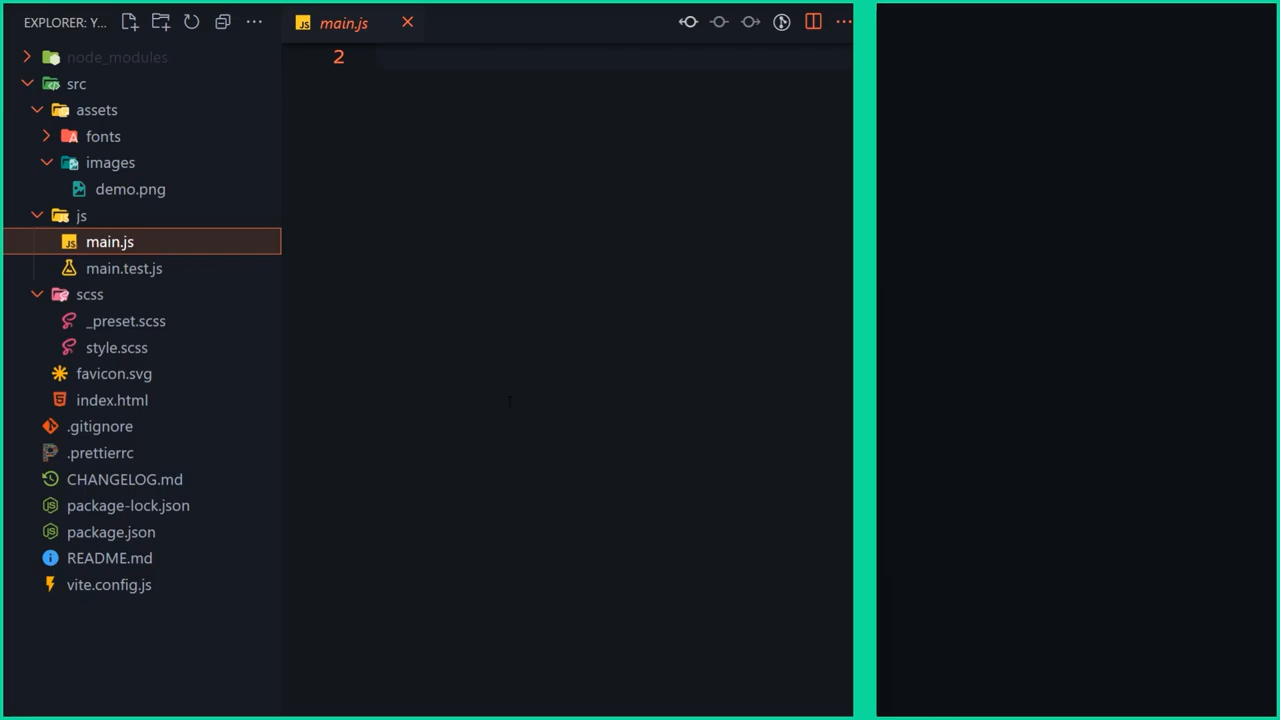 EXPLORER: Y...
main.js
2
node_modules
src
assets
fonts
images
demo.png
js
main.js
main.test.js
scss
_preset.scss
style.scss
favicon.svg
index.html
.gitignore
.prettierrc
CHANGELOG.md
package-lock.json
package.json
README.md
vite.config.js